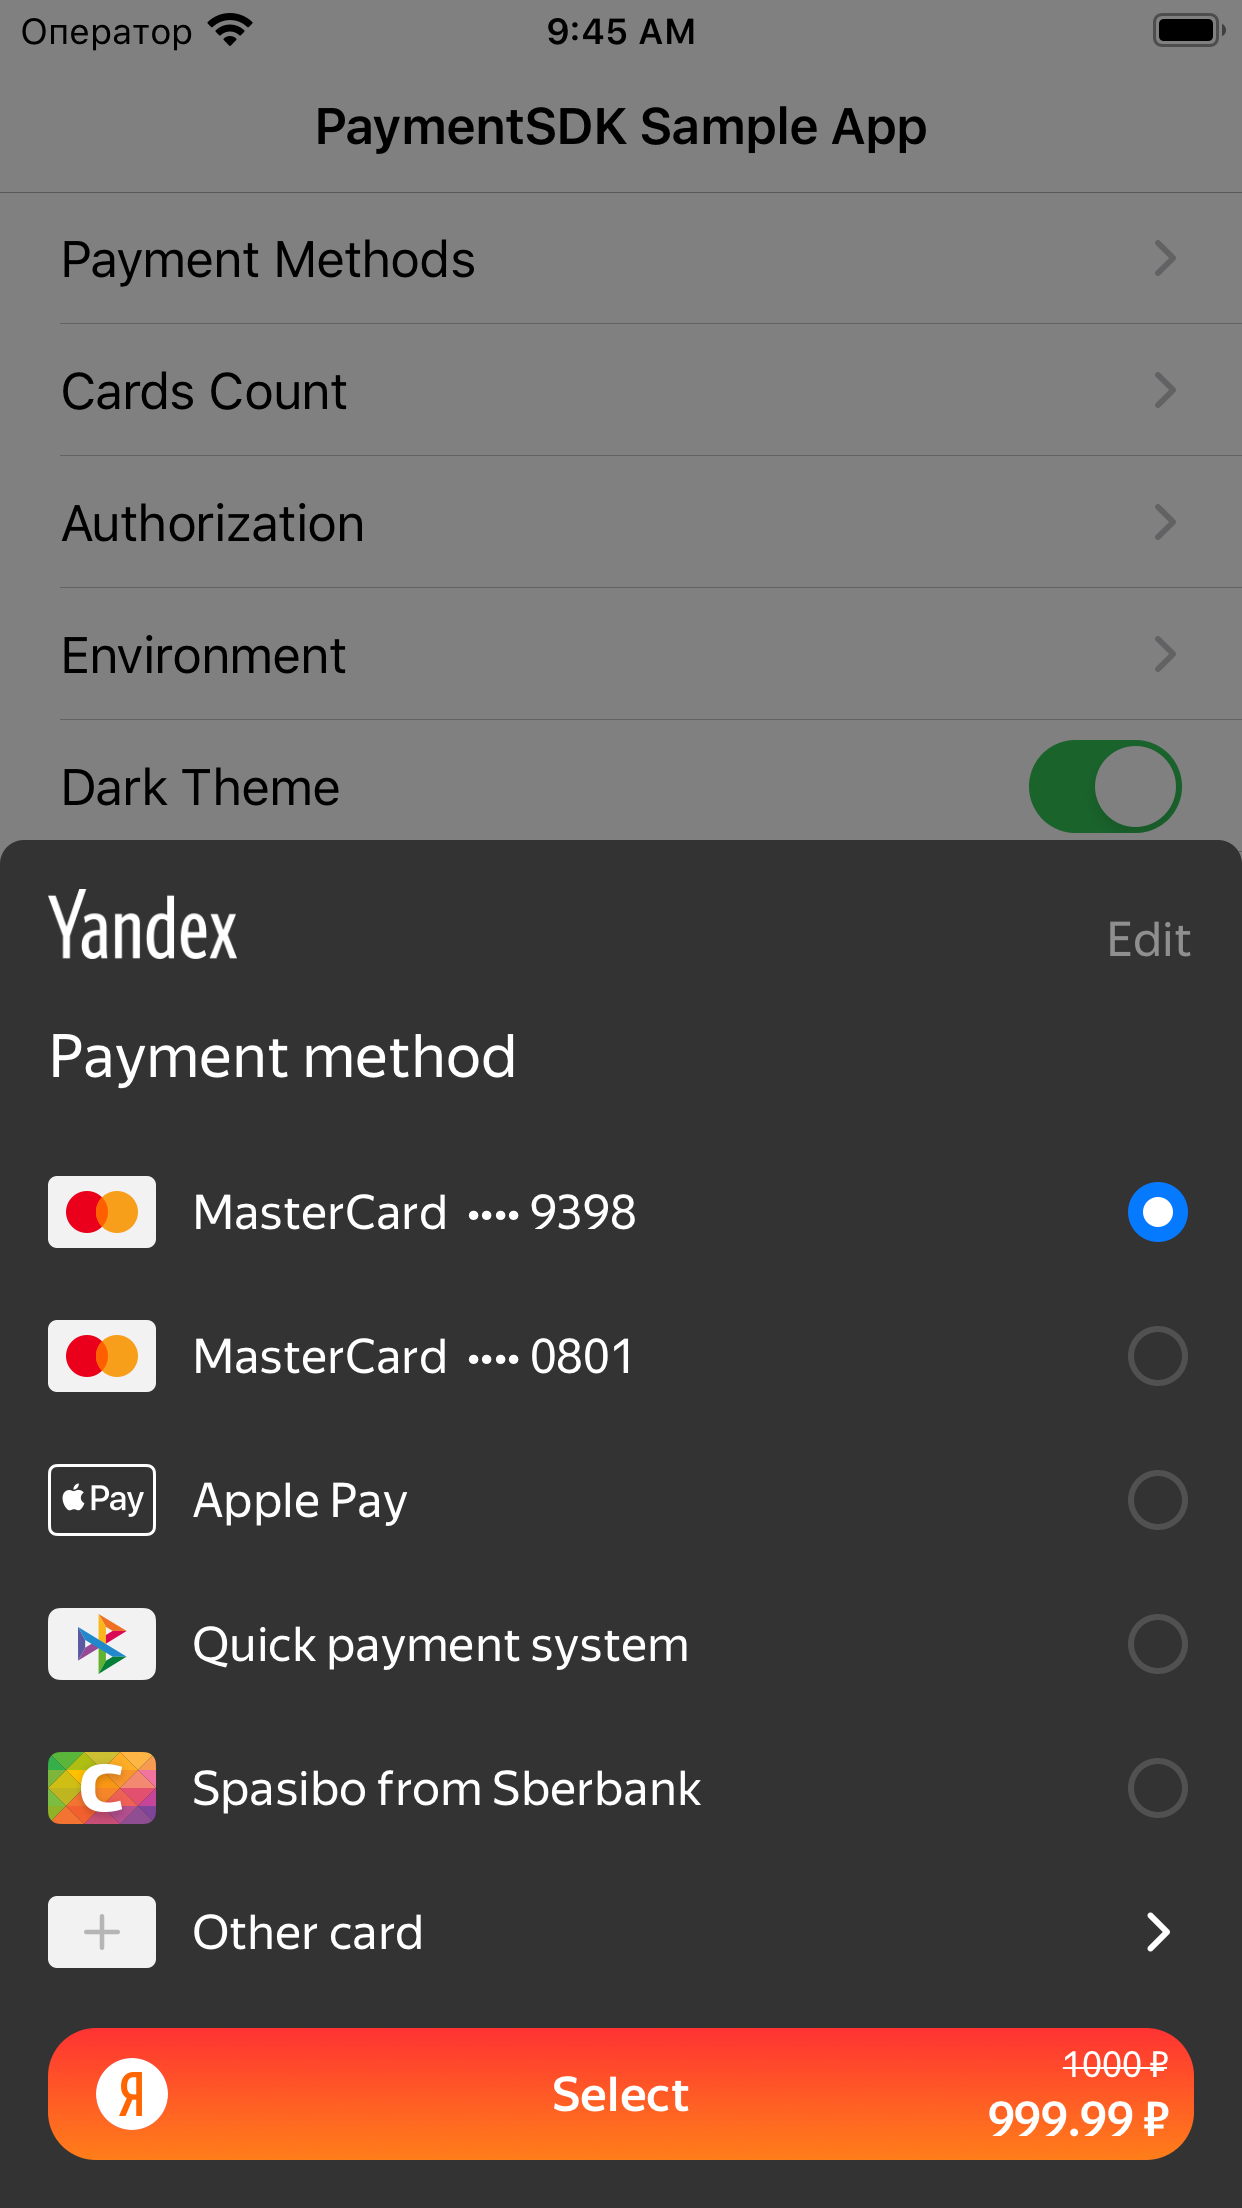 Оператор 9:45 AM
PaymentSDK Sample App
Payment Methods
Cards Count
Authorization
Environment
Dark Theme
Yandex
Edit
Payment method
MasterCard •••• 9398
MasterCard •••• 0801
Pay Apple Pay
Quick payment system
C Spasibo from Sberbank
Other card
1000 ₽
Я Select
999.99 ₽